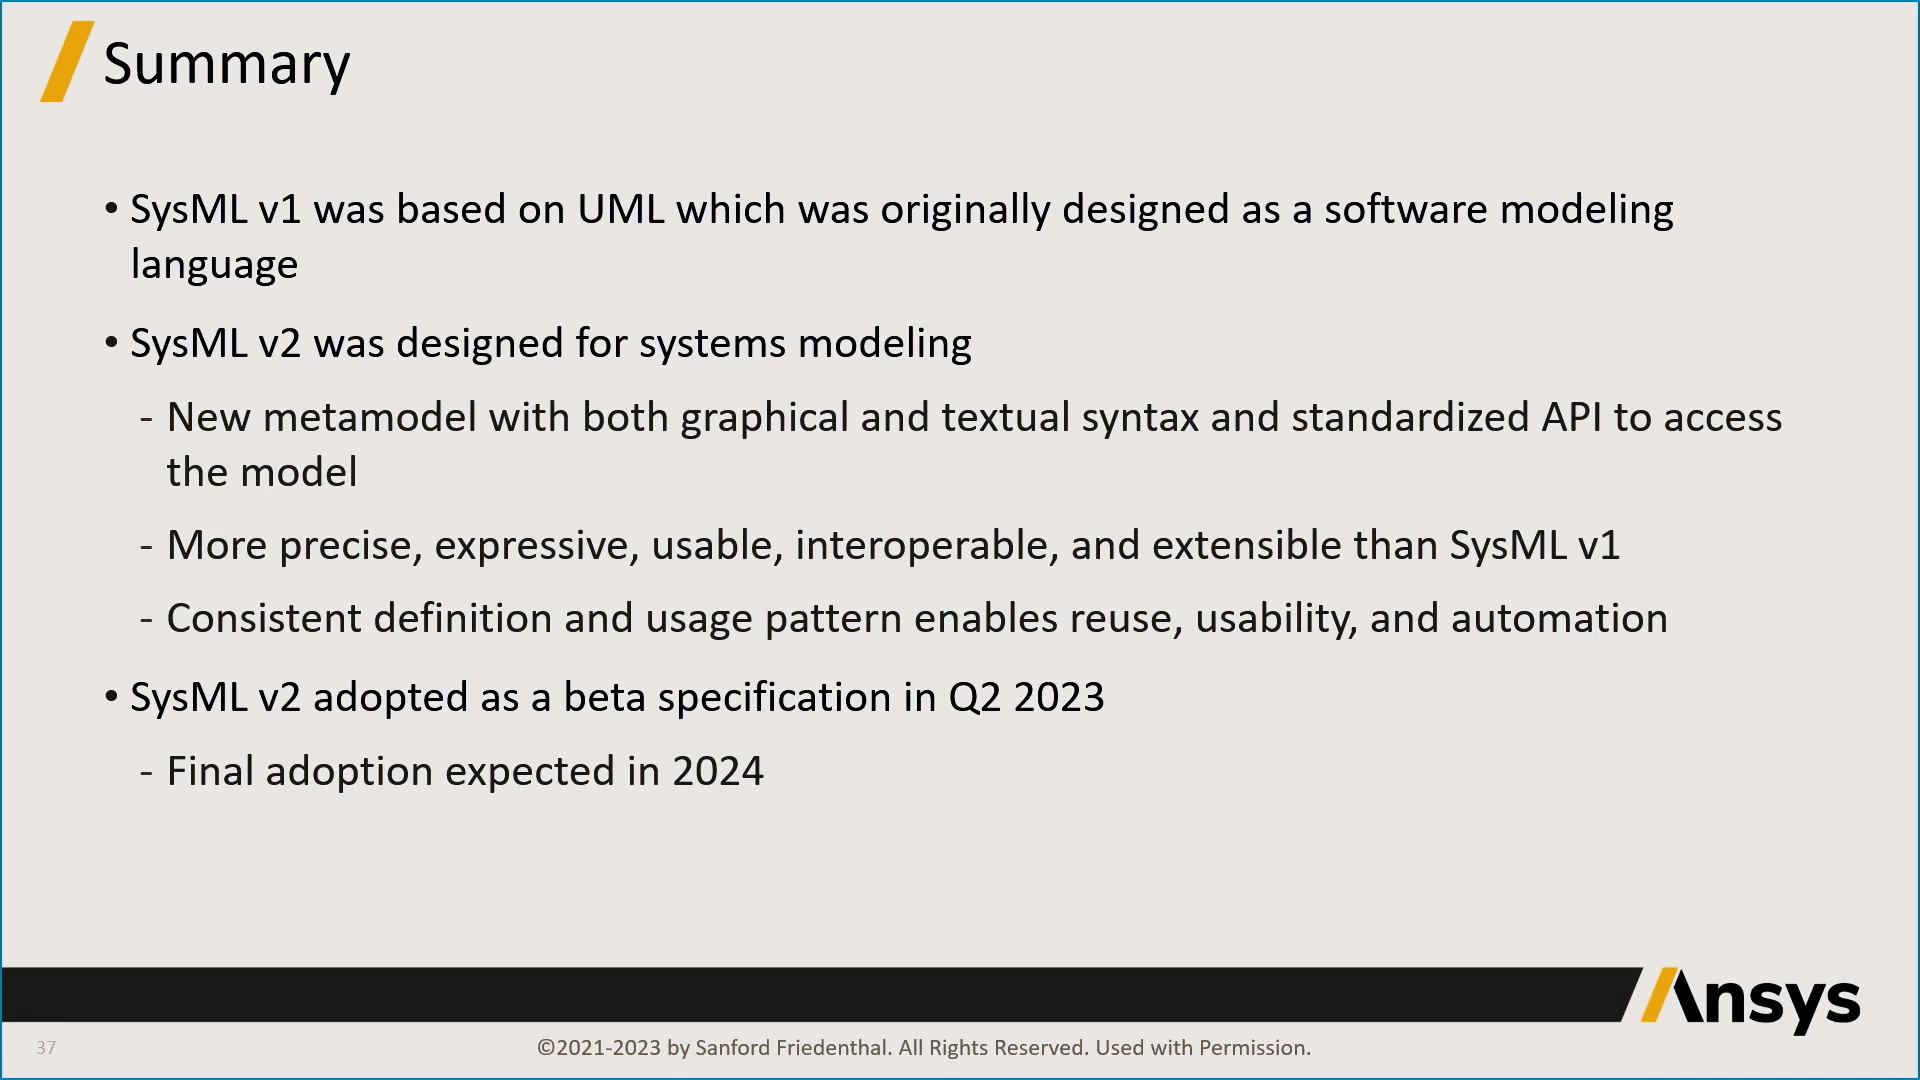 Summary
• SysML v1 was based on UML which was originally designed as a software modeling
language
• SysML v2 was designed for systems modeling
- New metamodel with both graphical and textual syntax and standardized API to access
the model
- More precise, expressive, usable, interoperable, and extensible than SysML v1
- Consistent definition and usage pattern enables reuse, usability, and automation
• SysML v2 adopted as a beta specification in Q2 2023
- Final adoption expected in 2024
Ansys
37
©2021-2023 by Sanford Friedenthal. All Rights Reserved. Used with Permission.